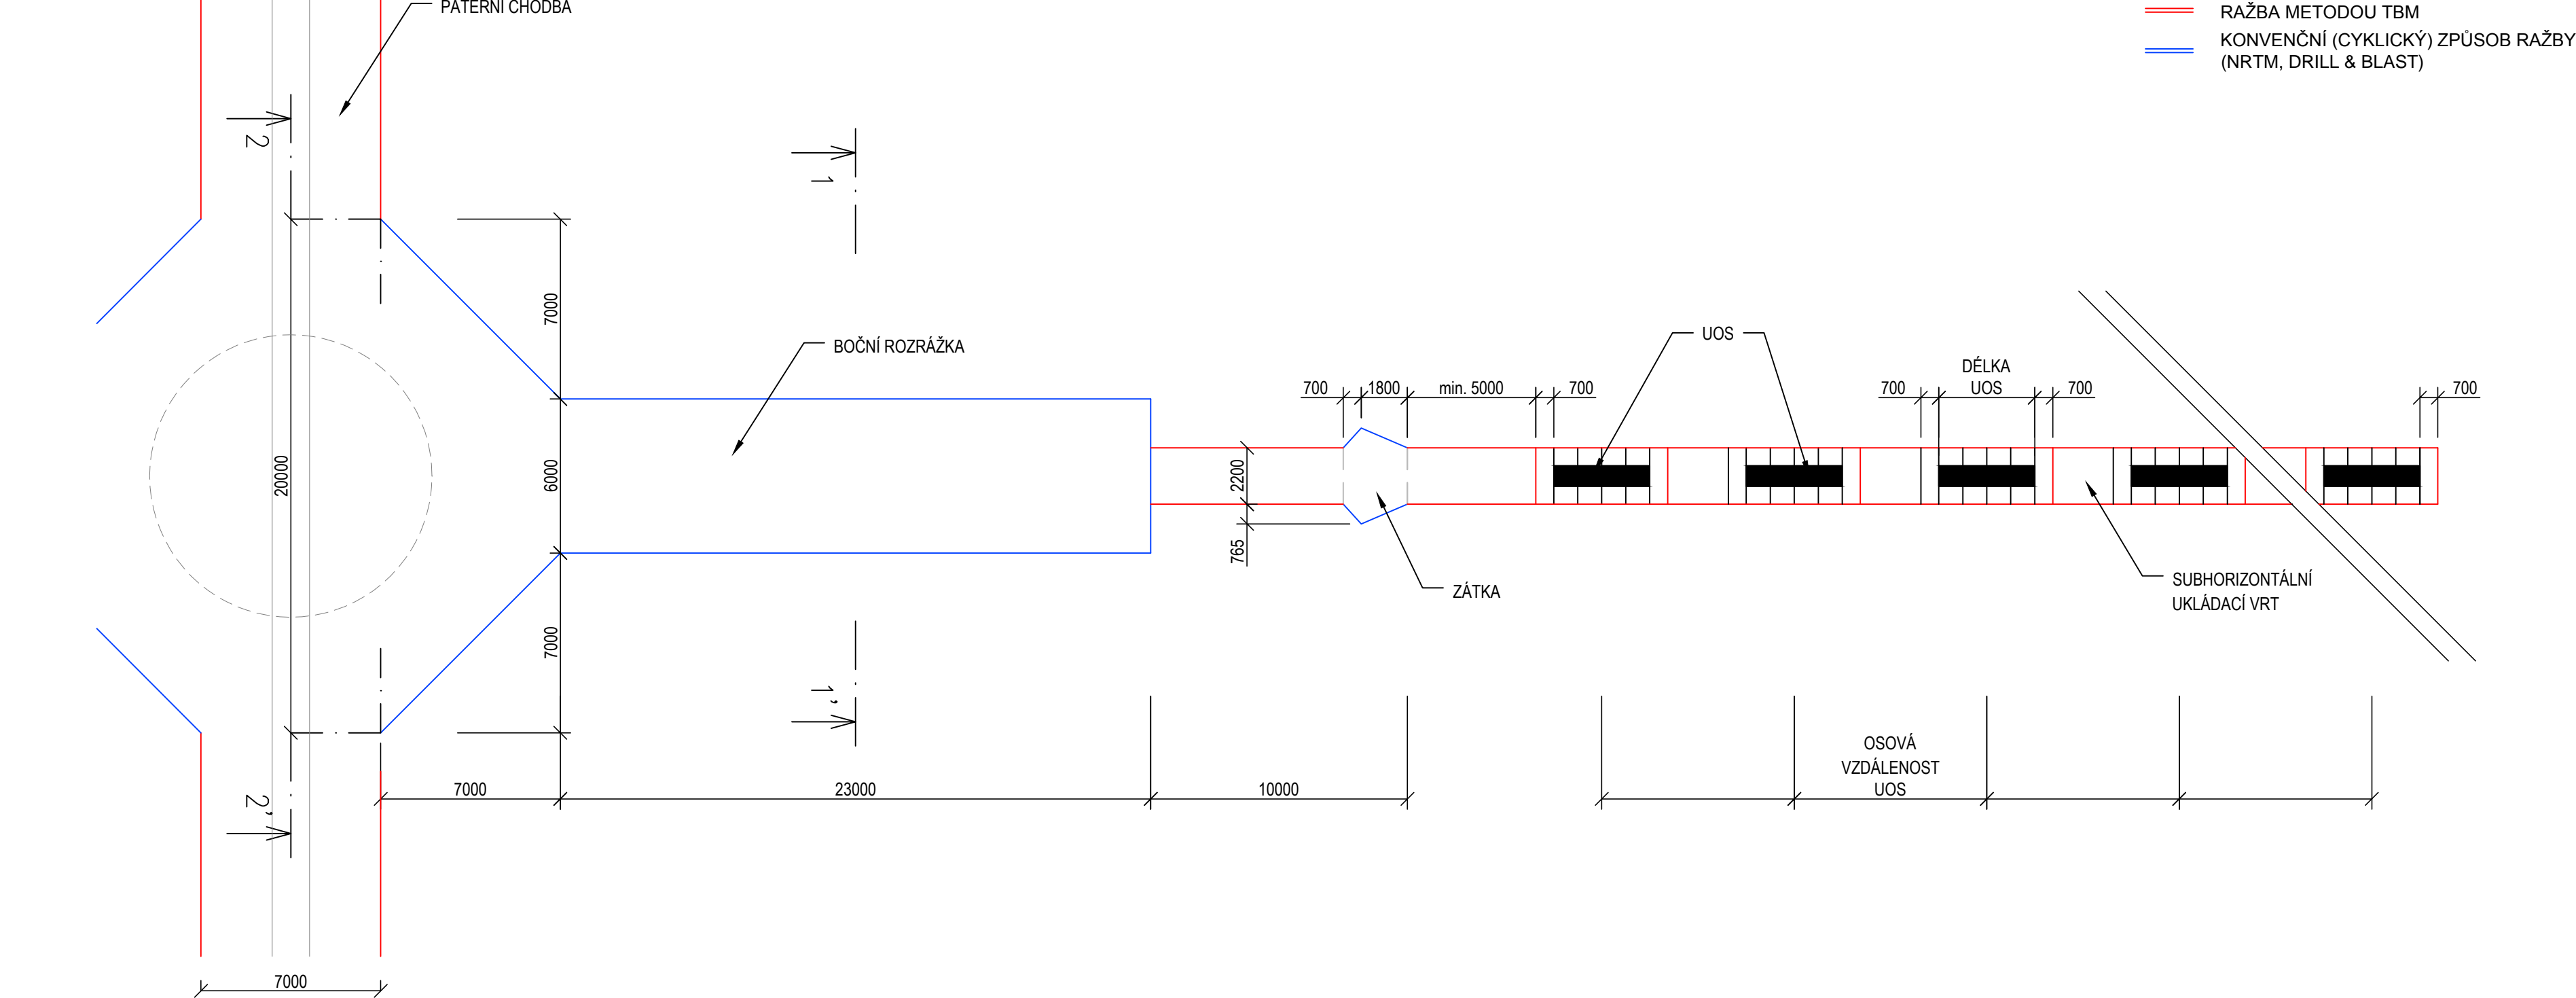 PÁTEŘNÍ CHODBA
RAŽBA METODOU TBM
KONVENČNÍ (CYKLICKÝ) ZPŮSOB RAŽBY
(NRTM, DRILL & BLAST)
2
1
7000
BOČNÍ ROZRÁŽKA
UOS
DÉLKA
UOS
700
1800
min. 5000
700
700
700
700
20000
6000
2200
765
ZÁTKA
SUBHORIZONTÁLNÍ
UKLÁDACÍ VRT
7000
1'
2'
OSOVÁ
VZDÁLENOST
UOS
7000
23000
10000
7000